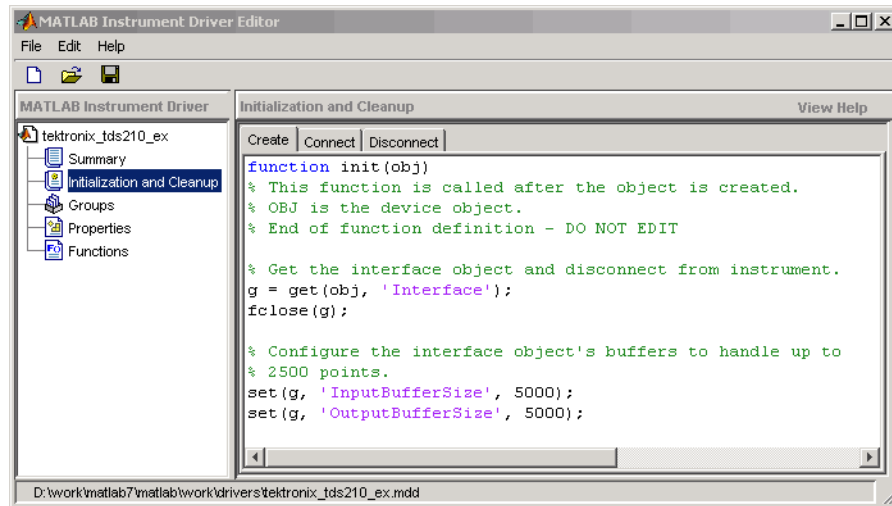 MATLAB Instrument Driver Editor
File Edit Help
MATLAB Instrument Driver
Initialization and Cleanup View Help
tektronix_tds210_ex
Summary
Initialization and Cleanup
Groups
Properties
Functions
Create Connect Disconnect
function init(obj)
% This function is called after the object is created.
% OBJ is the device object.
% End of function definition - DO NOT EDIT
% Get the interface object and disconnect from instrument.
g = get(obj, 'Interface');
fclose(g);
% Configure the interface object's buffers to handle up to
% 2500 points.
set(g, 'InputBufferSize', 5000);
set(g, 'OutputBufferSize', 5000);
D:\work\matlab7\matlab\work\drivers\tektronix_tds210_ex.mdd